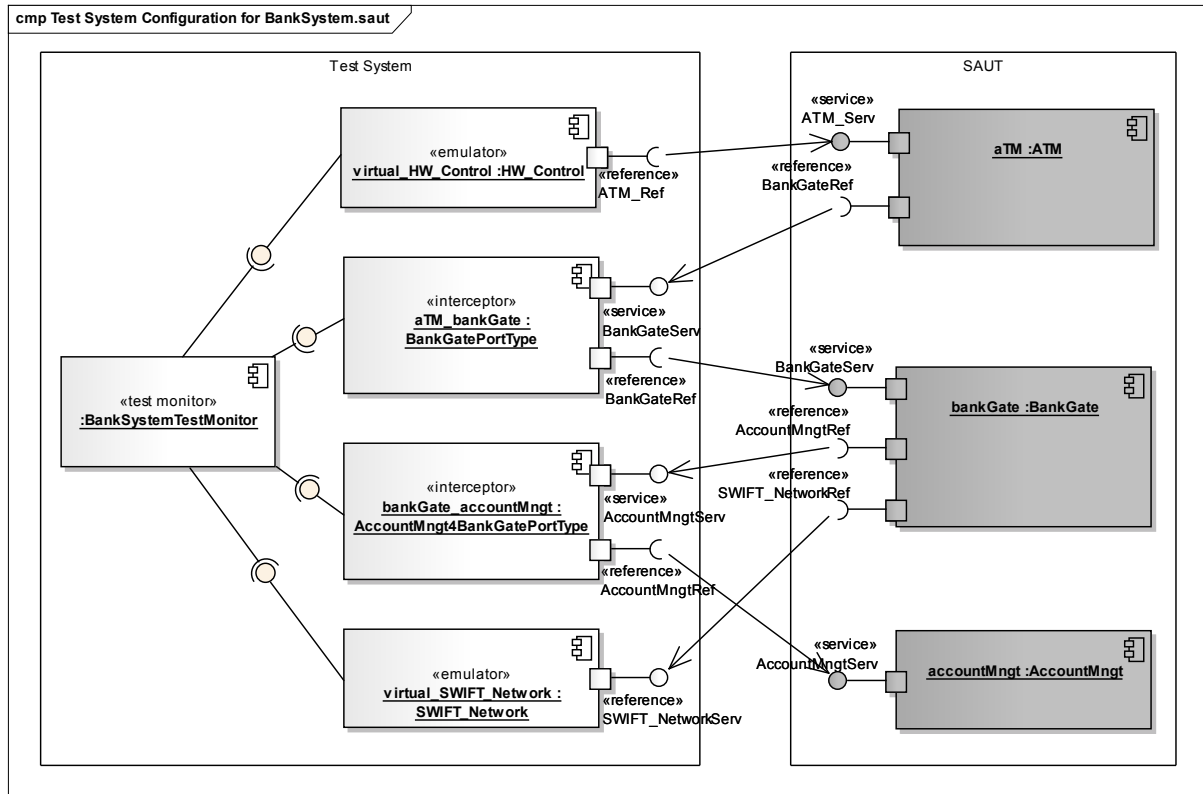 cmp Test System Configuration for BankSystem.saut
Test System
SAUT
«emulator»
virtual_HW_Control :HW_Control
«reference»
ATM_Ref
«service»
ATM_Serv
«reference»
BankGateRef
aTM :ATM
«interceptor»
aTM_bankGate :
BankGatePortType
«service»
BankGateServ
«reference»
BankGateRef
«service»
BankGateServ
«reference»
AccountMngtRef
«reference»
SWIFT_NetworkRef
bankGate :BankGate
«test monitor»
:BankSystemTestMonitor
«interceptor»
bankGate_accountMngt :
AccountMngt4BankGatePortType
«service»
AccountMngtServ
«reference»
AccountMngtRef
«service»
AccountMngtServ
accountMngt :AccountMngt
«emulator»
virtual_SWIFT_Network :
SWIFT_Network
«reference»
SWIFT_NetworkServ